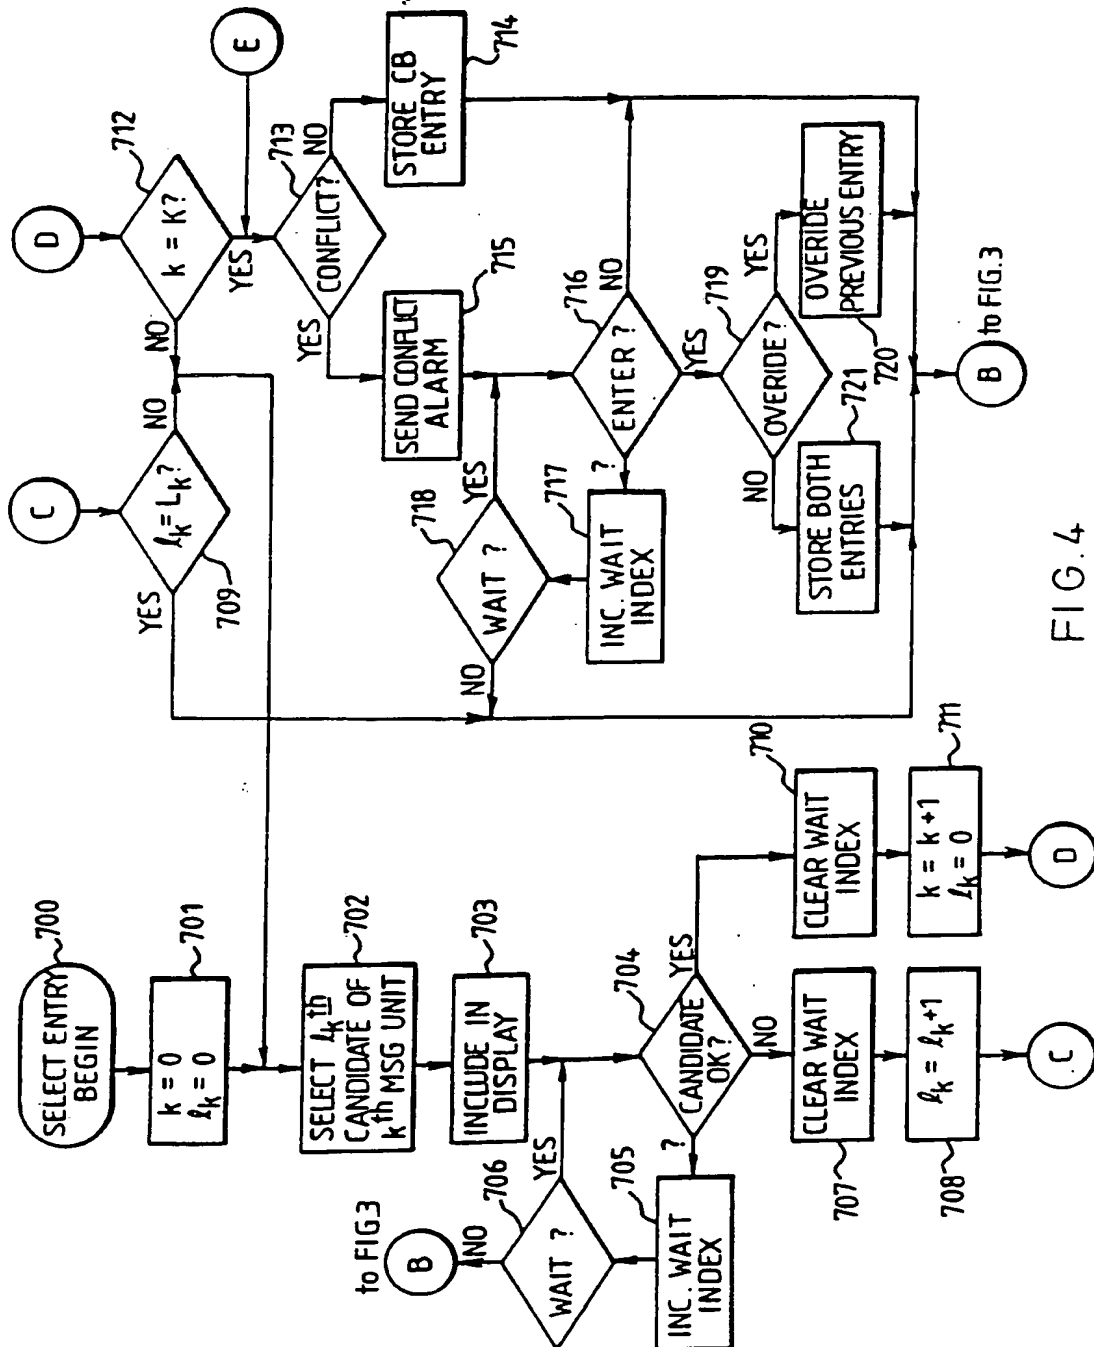 700
SELECT ENTRY
BEGIN
701
k = 0
ℓk = 0
702
SELECT ℓk th
CANDIDATE OF
kth MSG UNIT
703
INCLUDE IN
DISPLAY
704
CANDIDATE
OK?
YES
NO
?
705
INC. WAIT
INDEX
706
WAIT ?
YES
NO
B
to FIG3
707
CLEAR WAIT
INDEX
708
ℓk = ℓk+1
C
710
CLEAR WAIT
INDEX
711
k = k+1
ℓk = 0
D
C
ℓk = Lk?
709
YES
NO
D
712
k = K?
NO
YES
E
713
CONFLICT?
YES
NO
714
STORE CB
ENTRY
715
SEND CONFLICT
ALARM
716
ENTER ?
NO
YES
?
717
INC. WAIT
INDEX
718
WAIT ?
YES
NO
719
OVERRIDE?
YES
NO
OVERRIDE
PREVIOUS ENTRY
720
721
STORE BOTH
ENTRIES
B
to FIG.3
FIG.4